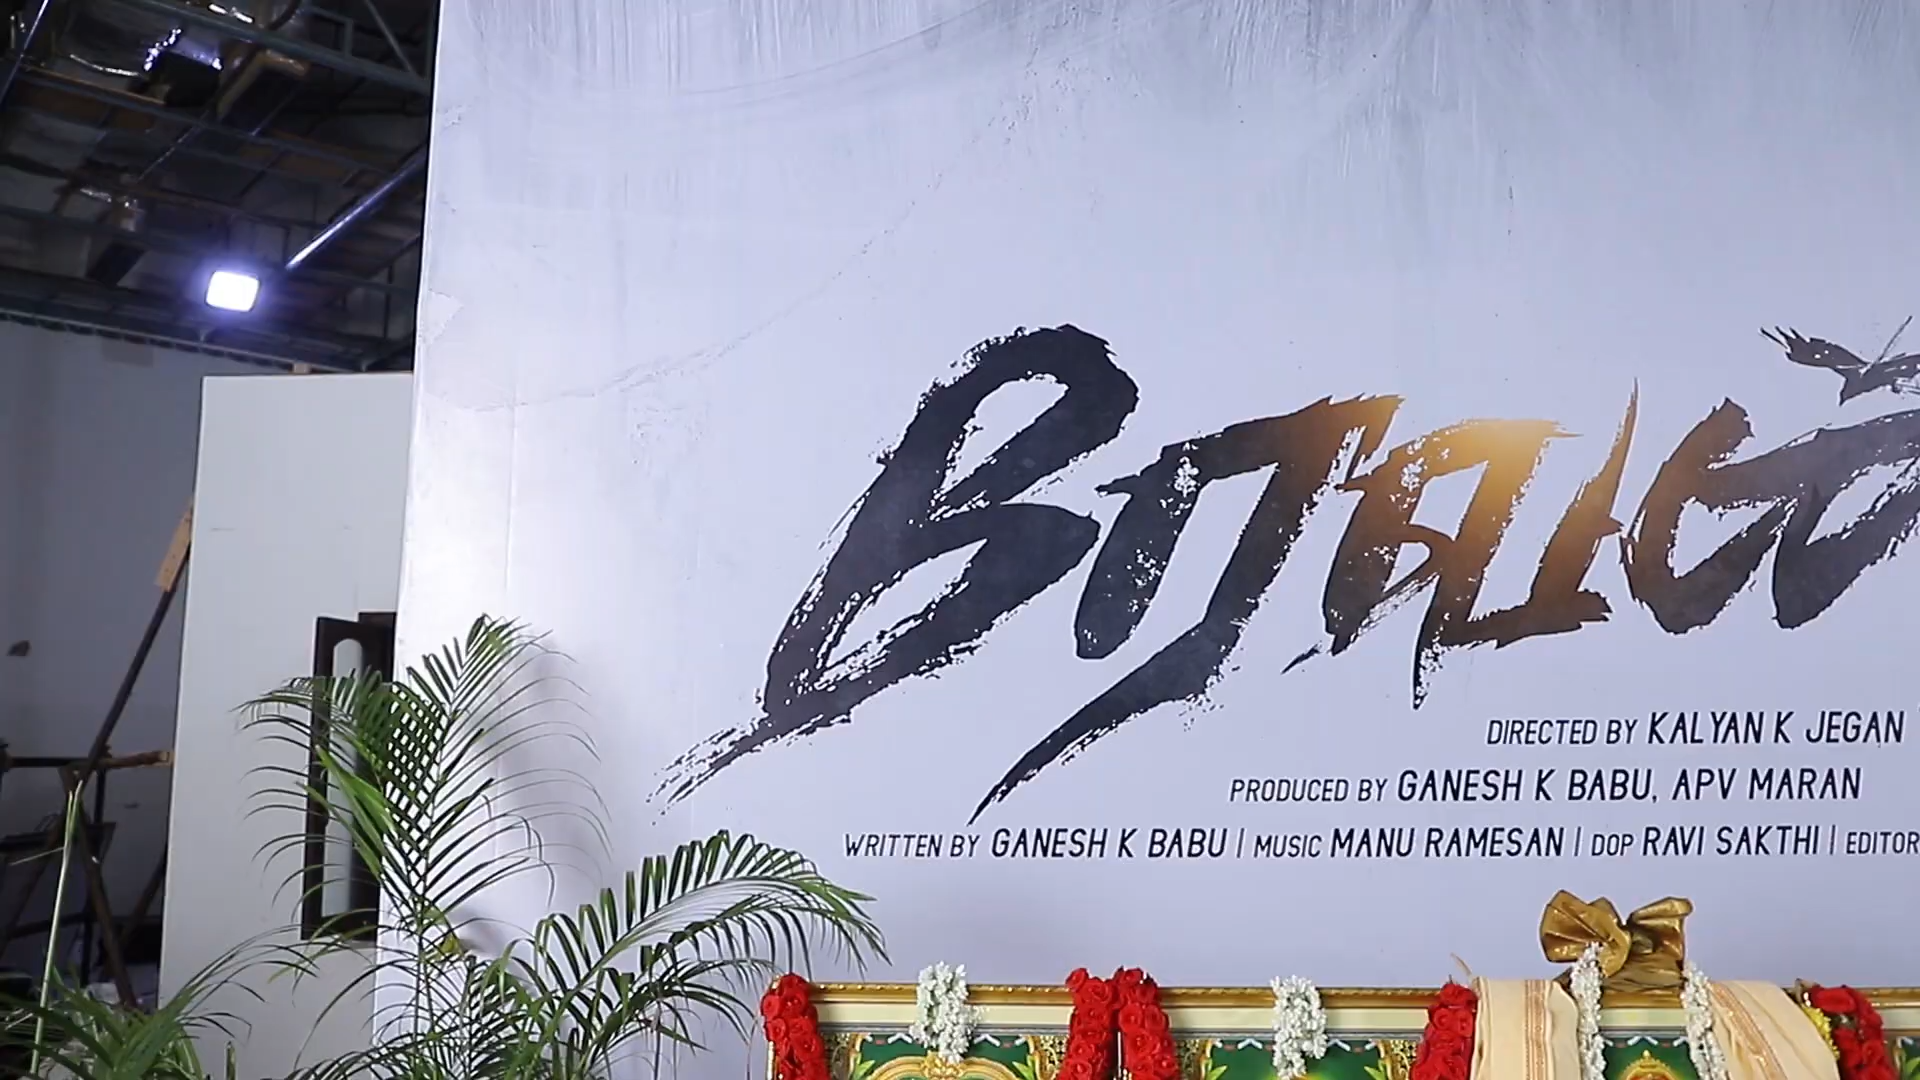 DIRECTED BY KALYAN K JEGAN
PRODUCED BY GANESH K BABU, APV MARAN
WRITTEN BY GANESH K BABU | MUSIC MANU RAMESAN | DOP RAVI SAKTHI | EDITOR